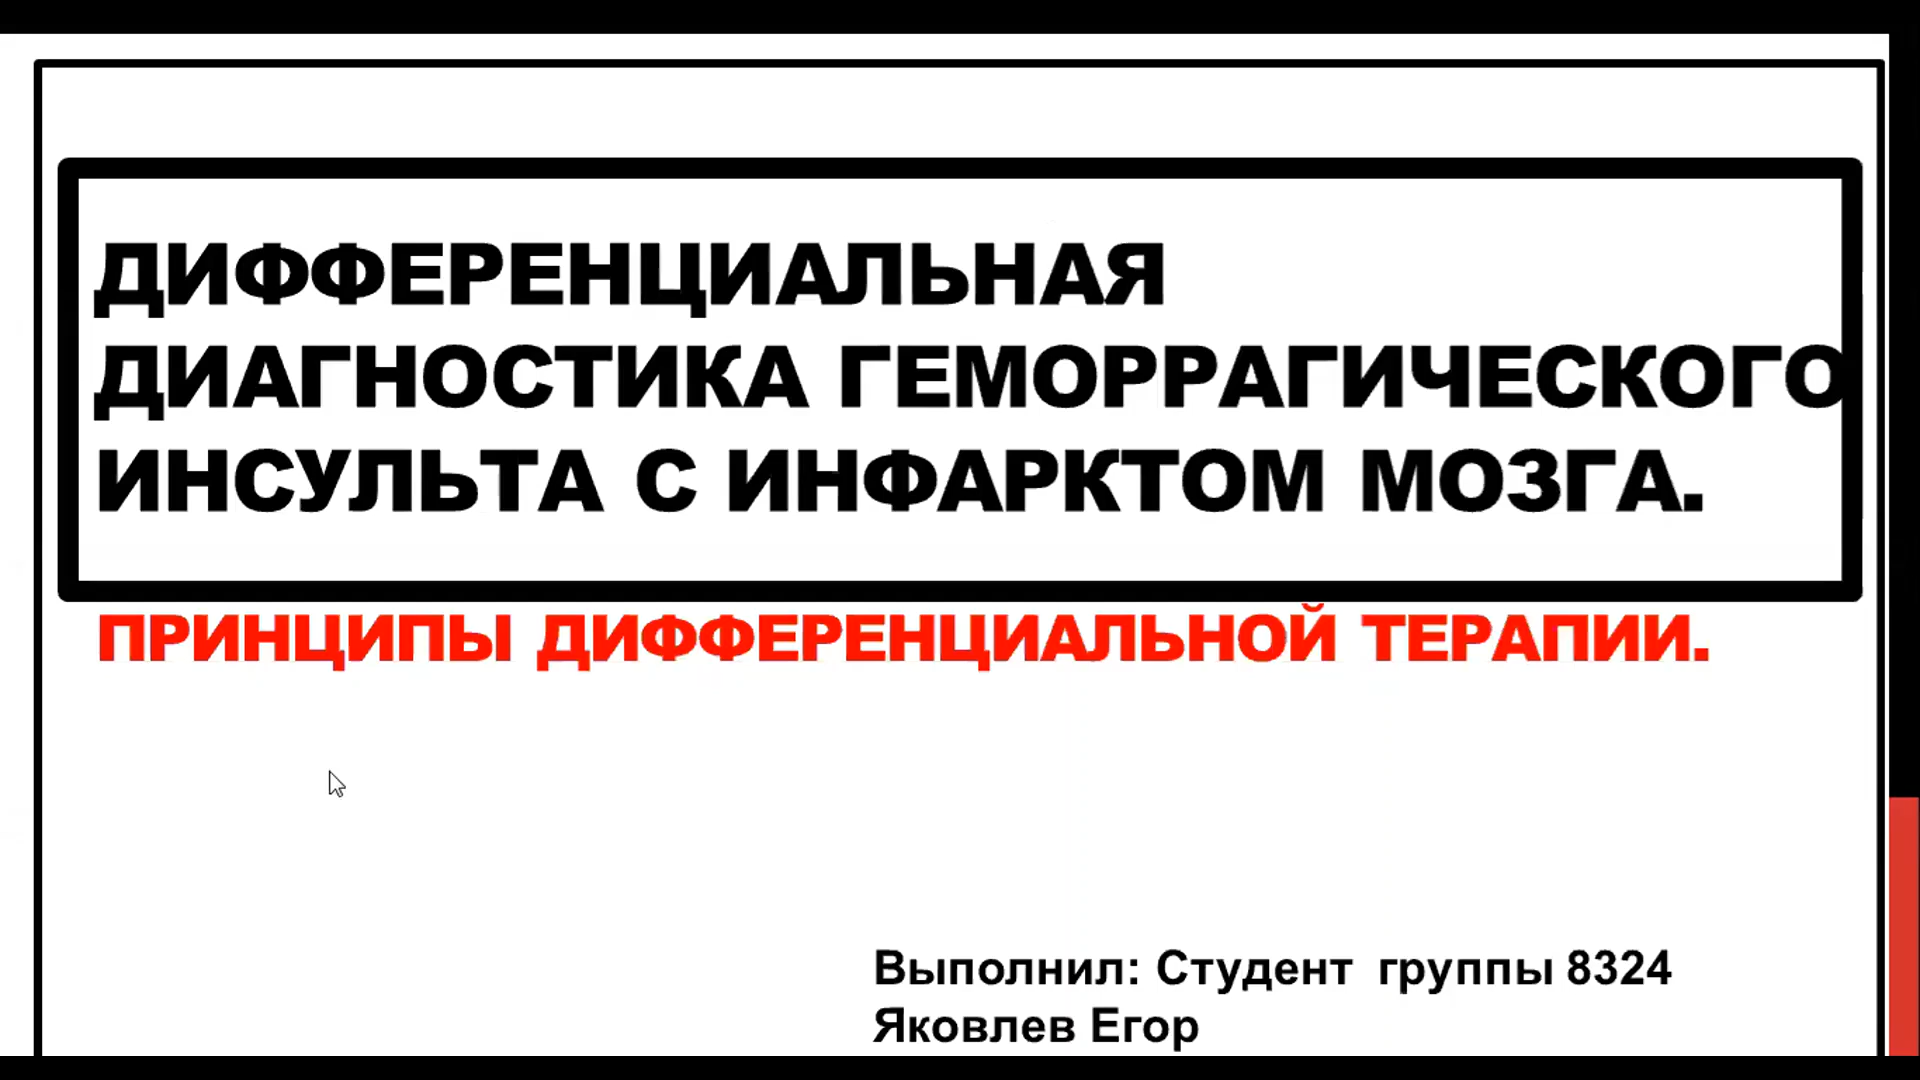 ДИФФЕРЕНЦИАЛЬНАЯ
ДИАГНОСТИКА ГЕМОРРАГИЧЕСКОГО
ИНСУЛЬТА С ИНФАРКТОМ МОЗГА.
ПРИНЦИПЫ ДИФФЕРЕНЦИАЛЬНОЙ ТЕРАПИИ.
Выполнил: Студент группы 8324
Яковлев Егор